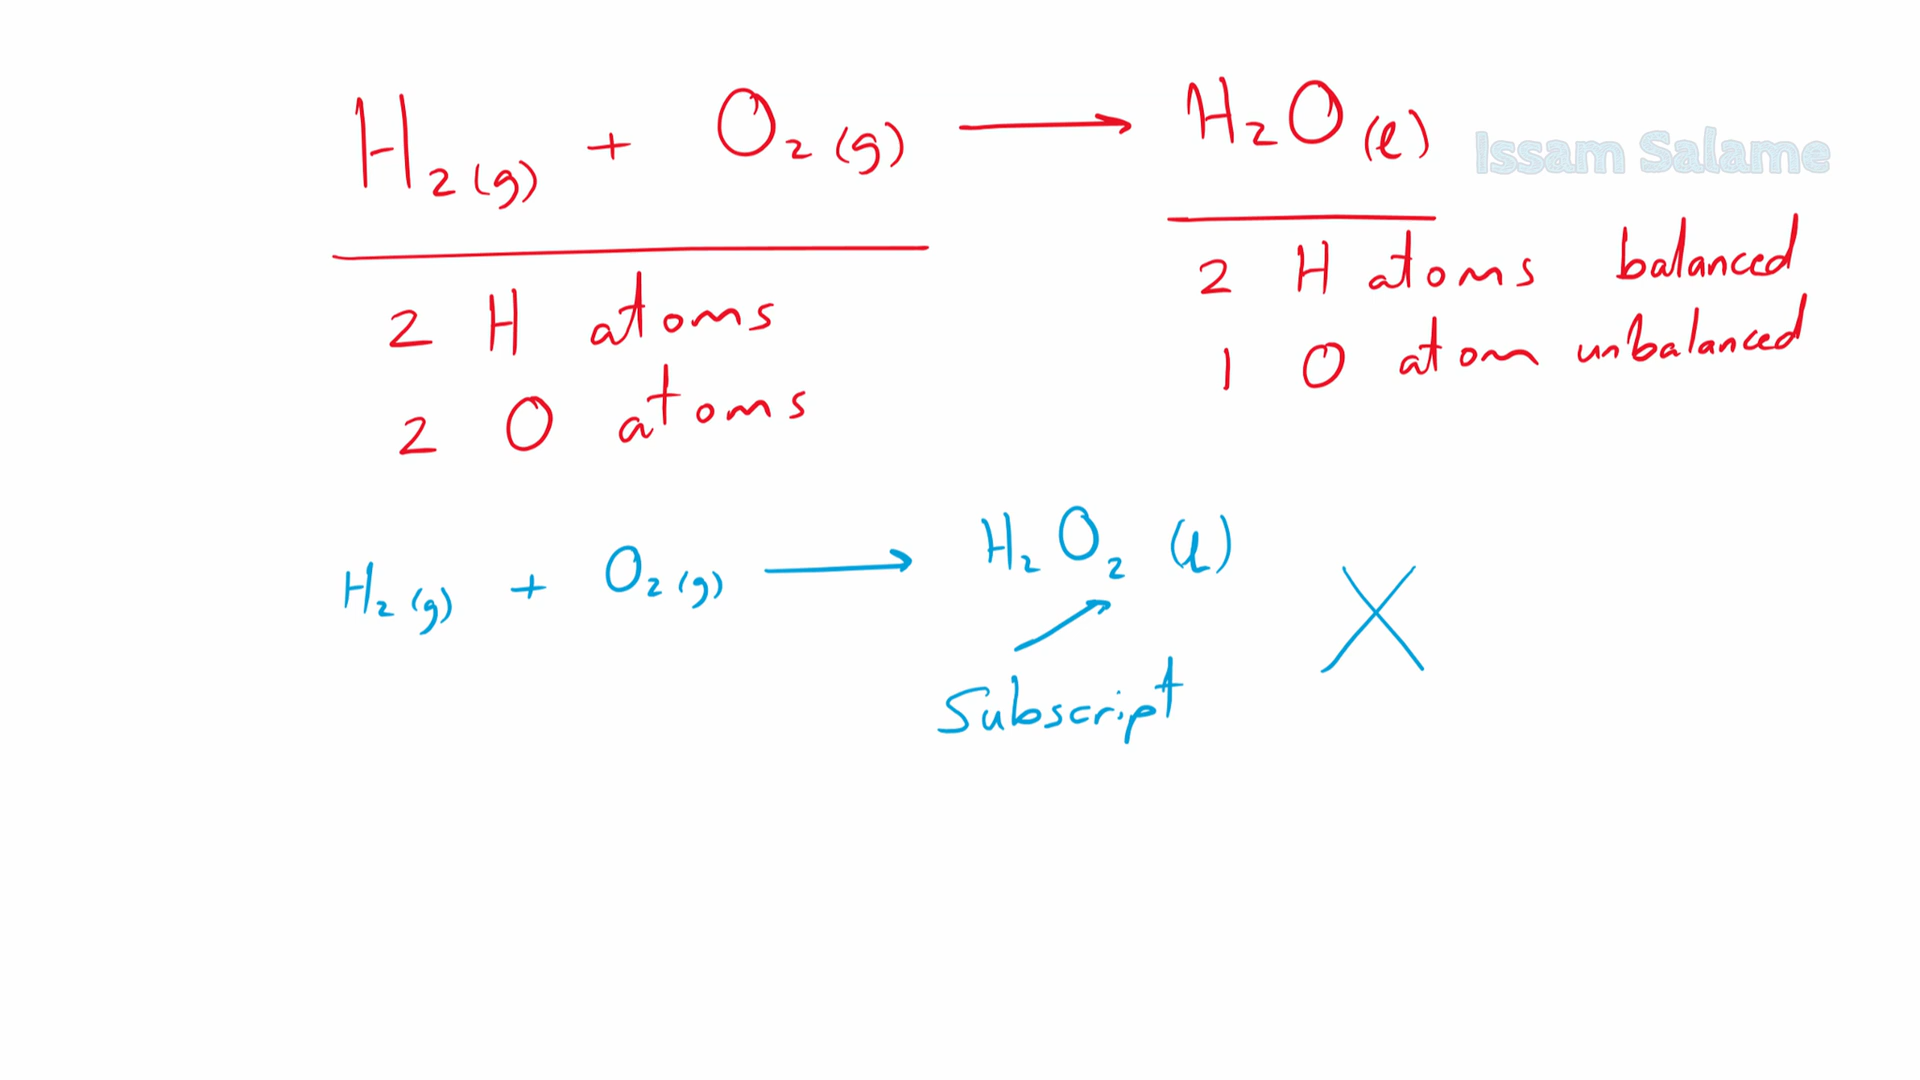 H₂(g) + O₂(g) ⟶ H₂O(l)
Issam Salame
2 H atoms
2 O atoms
2 H atoms balanced
1 O atom unbalanced
H₂(g) + O₂(g) ⟶ H₂O₂(l)
Subscript
X